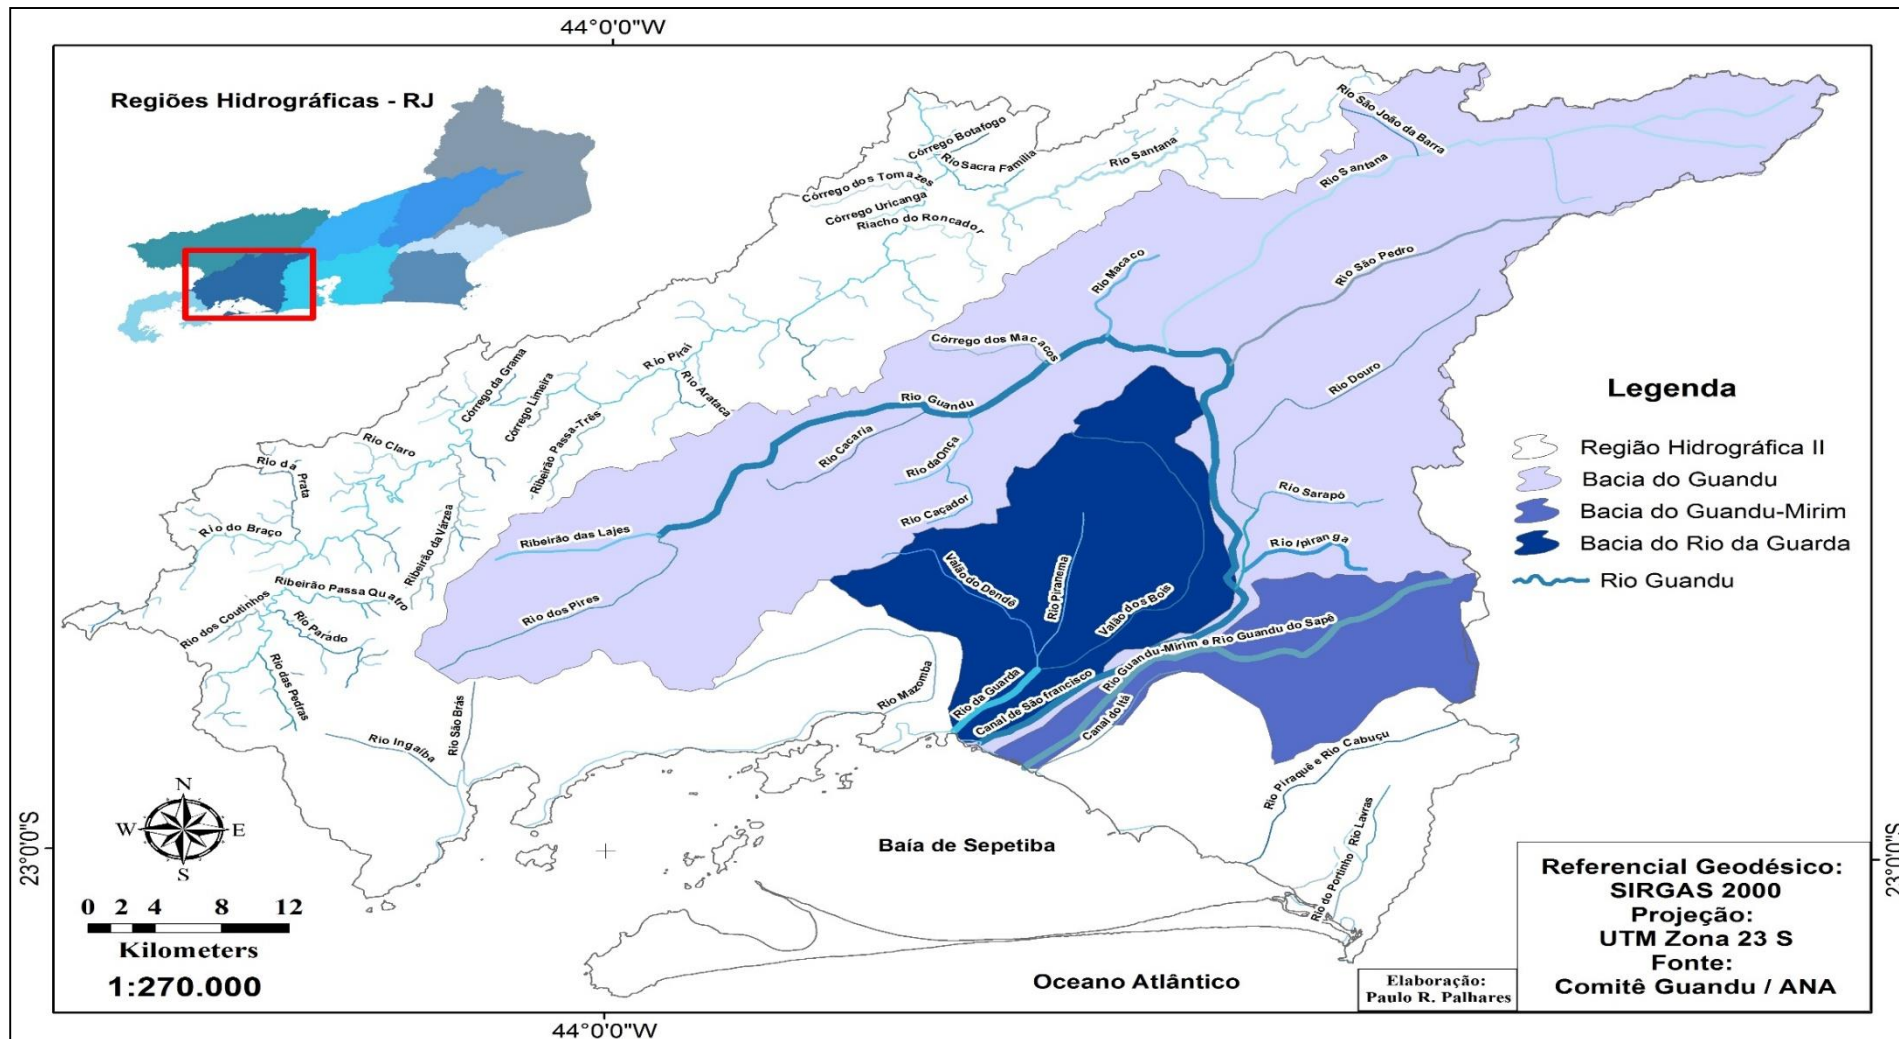 44°0'0"W
Regiões Hidrográficas - RJ
Rio São João da Barra
Córrego Botafogo
Rio Sacra Família
Rio Santana
Rio Santana
Córrego dos Tomazes
Córrego Uricanga
Riacho do Roncador
Rio São Pedro
Rio Macaco
Córrego dos Macacos
Rio Piraí
Rio Arataca
Córrego da Grama
Córrego Limeira
Ribeirão Passa-Três
Rio Douro
Rio Guandu
Rio Cacaria
Rio da Onça
Rio Caçador
Rio Claro
Rio da Prata
Rio do Braço
Ribeirão da Várzea
Ribeirão das Lajes
Rio Sarapó
Rio Ipiranga
Valão do Dendê
Rio Piranema
Valão dos Bois
Ribeirão Passa Quatro
Rio dos Coutinhos
Rio Parado
Rio das Pedras
Rio dos Pires
Rio Guandu-Mirim e Rio Guandu do Sapê
Rio Mazomba
Rio da Guarda
Canal de São francisco
Canal do Itá
Rio São Brás
Rio Ingaíba
Rio Piraquê e Rio Cabuçu
Rio Lavras
Rio do Portinho
Legenda
Região Hidrográfica II
Bacia do Guandu
Bacia do Guandu-Mirim
Bacia do Rio da Guarda
Rio Guandu
N
W
E
S
23°0'0"S
23°0'0"S
Baía de Sepetiba
Oceano Atlântico
0 2 4 8 12
Kilometers
1:270.000
Elaboração:
Paulo R. Palhares
Referencial Geodésico:
SIRGAS 2000
Projeção:
UTM Zona 23 S
Fonte:
Comitê Guandu / ANA
44°0'0"W